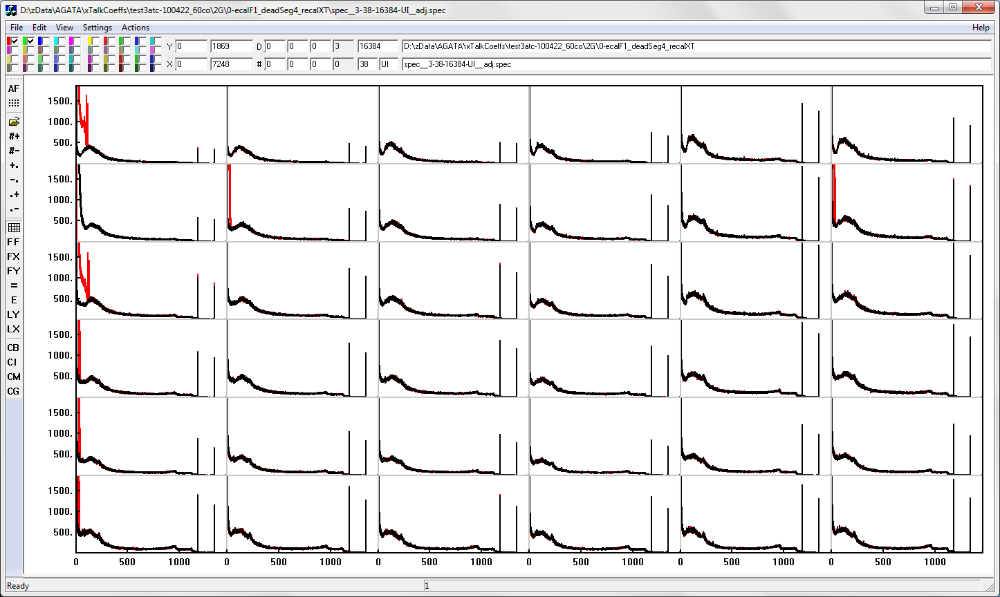 D:\zData\AGATA\xTalkCoeffs\test3atc-100422_60co\2G\0-ecalF1_deadSeg4_recalXT\spec__3-38-16384-UI__adj.spec
File Edit View Settings Actions Help
Y 0 1869 D 0 0 0 3 16384 D:\zData\AGATA\xTalkCoeffs\test3atc-100422_60co\2G\0-ecalF1_deadSeg4_recalXT
X 0 7248 # 0 0 0 0 38 UI spec__3-38-16384-UI__adj.spec
AF
#+
#-
+.
-.
.+
.-
FF
FX
FY
=
E
LY
LX
CB
CI
CM
CG
1500.
1000.
500.
1500.
1000.
500.
1500.
1000.
500.
1500.
1000.
500.
1500.
1000.
500.
1500.
1000.
500.
0 500 1000 0 500 1000 0 500 1000 0 500 1000 0 500 1000 0 500 1000
Ready 1